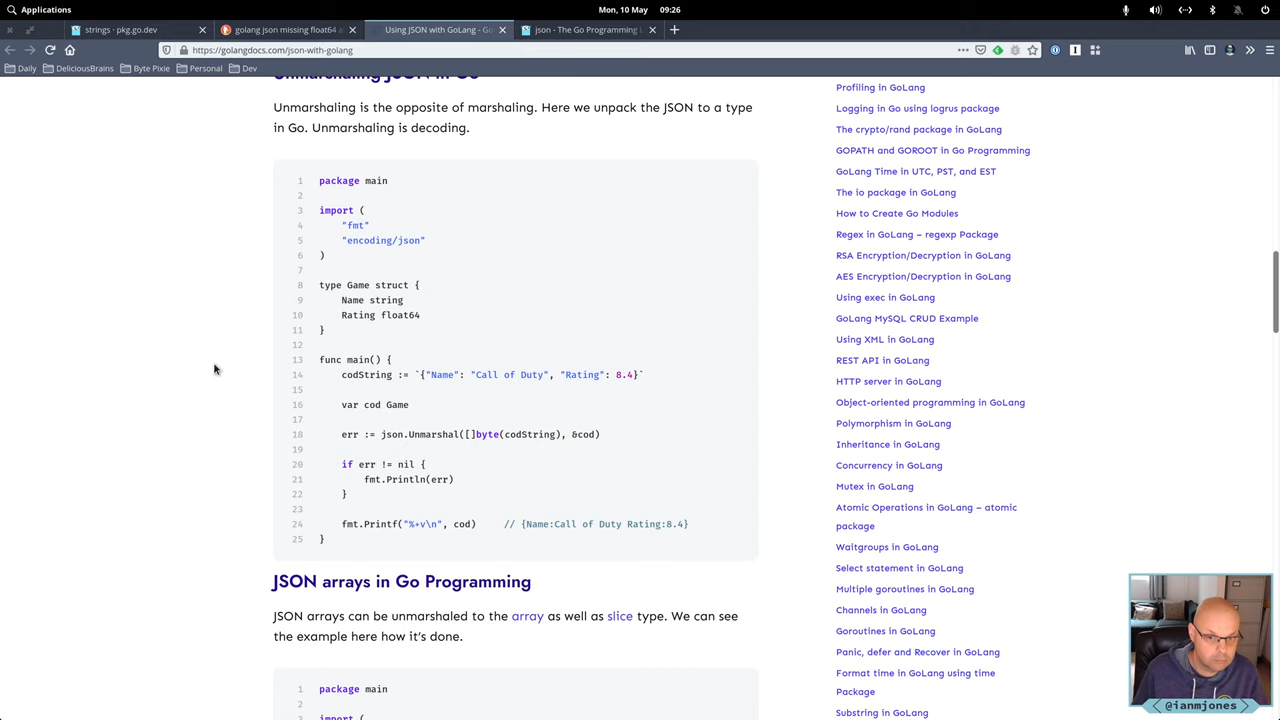 Applications
Mon, 10 May 09:26
strings - pkg.go.dev
golang json missing float64 a
Using JSON with GoLang - Go
json - The Go Programming L
https://golangdocs.com/json-with-golang
Daily
DeliciousBrains
Byte Pixie
Personal
Dev
Unmarshaling JSON in Go
Unmarshaling is the opposite of marshaling. Here we unpack the JSON to a type
in Go. Unmarshaling is decoding.
1 package main
2
3 import (
4 "fmt"
5 "encoding/json"
6 )
7
8 type Game struct {
9 Name string
10 Rating float64
11 }
12
13 func main() {
14 codString := `{"Name": "Call of Duty", "Rating": 8.4}`
15
16 var cod Game
17
18 err := json.Unmarshal([]byte(codString), &cod)
19
20 if err != nil {
21 fmt.Println(err)
22 }
23
24 fmt.Printf("%+v\n", cod) // {Name:Call of Duty Rating:8.4}
25 }
JSON arrays in Go Programming
JSON arrays can be unmarshaled to the array as well as slice type. We can see
the example here how it's done.
1 package main
2
3 import (
Profiling in GoLang
Logging in Go using logrus package
The crypto/rand package in GoLang
GOPATH and GOROOT in Go Programming
GoLang Time in UTC, PST, and EST
The io package in GoLang
How to Create Go Modules
Regex in GoLang – regexp Package
RSA Encryption/Decryption in GoLang
AES Encryption/Decryption in GoLang
Using exec in GoLang
GoLang MySQL CRUD Example
Using XML in GoLang
REST API in GoLang
HTTP server in GoLang
Object-oriented programming in GoLang
Polymorphism in GoLang
Inheritance in GoLang
Concurrency in GoLang
Mutex in GoLang
Atomic Operations in GoLang – atomic
package
Waitgroups in GoLang
Select statement in GoLang
Multiple goroutines in GoLang
Channels in GoLang
Goroutines in GoLang
Panic, defer and Recover in GoLang
Format time in GoLang using time
Package
Substring in GoLang
@ianmjones